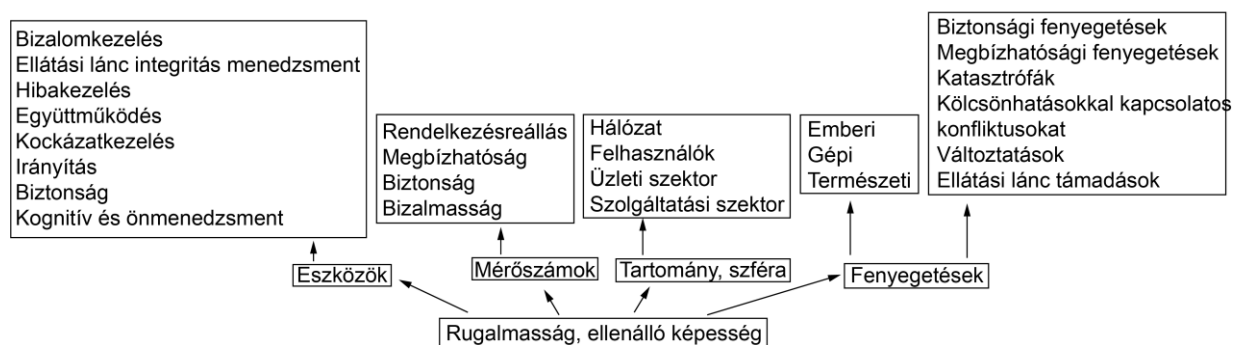 Bizalomkezelés
Ellátási lánc integritás menedzsment
Hibakezelés
Együttműködés
Kockázatkezelés
Irányítás
Biztonság
Kognitív és önmenedzsment
Rendelkezésreállás
Megbízhatóság
Biztonság
Bizalmasság
Hálózat
Felhasználók
Üzleti szektor
Szolgáltatási szektor
Emberi
Gépi
Természeti
Biztonsági fenyegetések
Megbízhatósági fenyegetések
Katasztrófák
Kölcsönhatásokkal kapcsolatos
konfliktusokat
Változtatások
Ellátási lánc támadások
Eszközök
Mérőszámok
Tartomány, szféra
Fenyegetések
Rugalmasság, ellenálló képesség